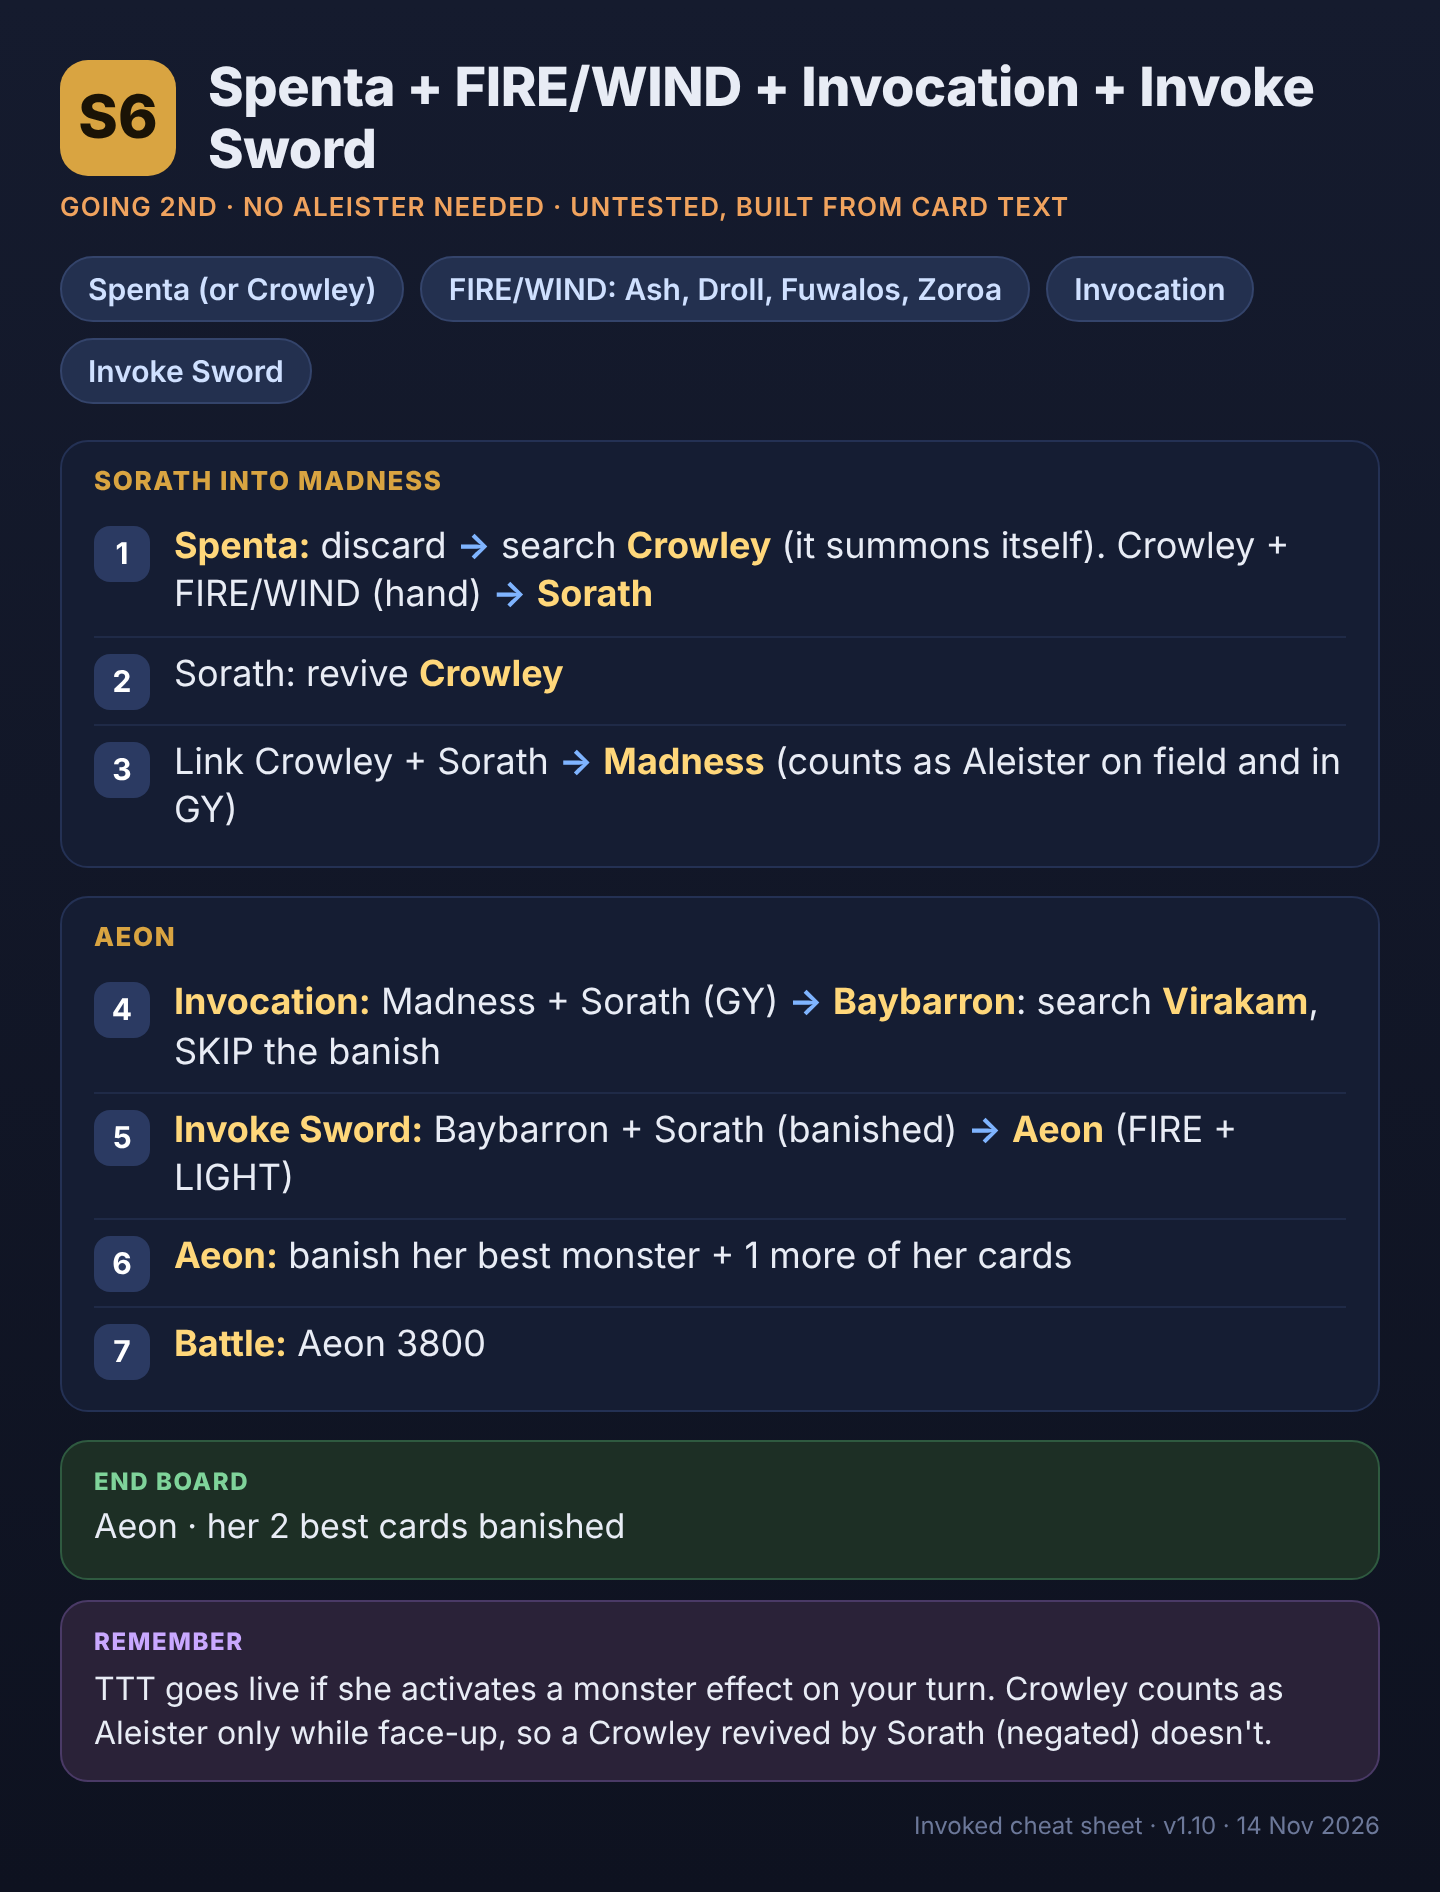 S6
Spenta + FIRE/WIND + Invocation + Invoke
Sword
GOING 2ND · NO ALEISTER NEEDED · UNTESTED, BUILT FROM CARD TEXT
Spenta (or Crowley)
FIRE/WIND: Ash, Droll, Fuwalos, Zoroa
Invocation
Invoke Sword
SORATH INTO MADNESS
1 Spenta: discard → search Crowley (it summons itself). Crowley +
FIRE/WIND (hand) → Sorath
2 Sorath: revive Crowley
3 Link Crowley + Sorath → Madness (counts as Aleister on field and in
GY)
AEON
4 Invocation: Madness + Sorath (GY) → Baybarron: search Virakam,
SKIP the banish
5 Invoke Sword: Baybarron + Sorath (banished) → Aeon (FIRE +
LIGHT)
6 Aeon: banish her best monster + 1 more of her cards
7 Battle: Aeon 3800
END BOARD
Aeon · her 2 best cards banished
REMEMBER
TTT goes live if she activates a monster effect on your turn. Crowley counts as
Aleister only while face-up, so a Crowley revived by Sorath (negated) doesn't.
Invoked cheat sheet · v1.10 · 14 Nov 2026